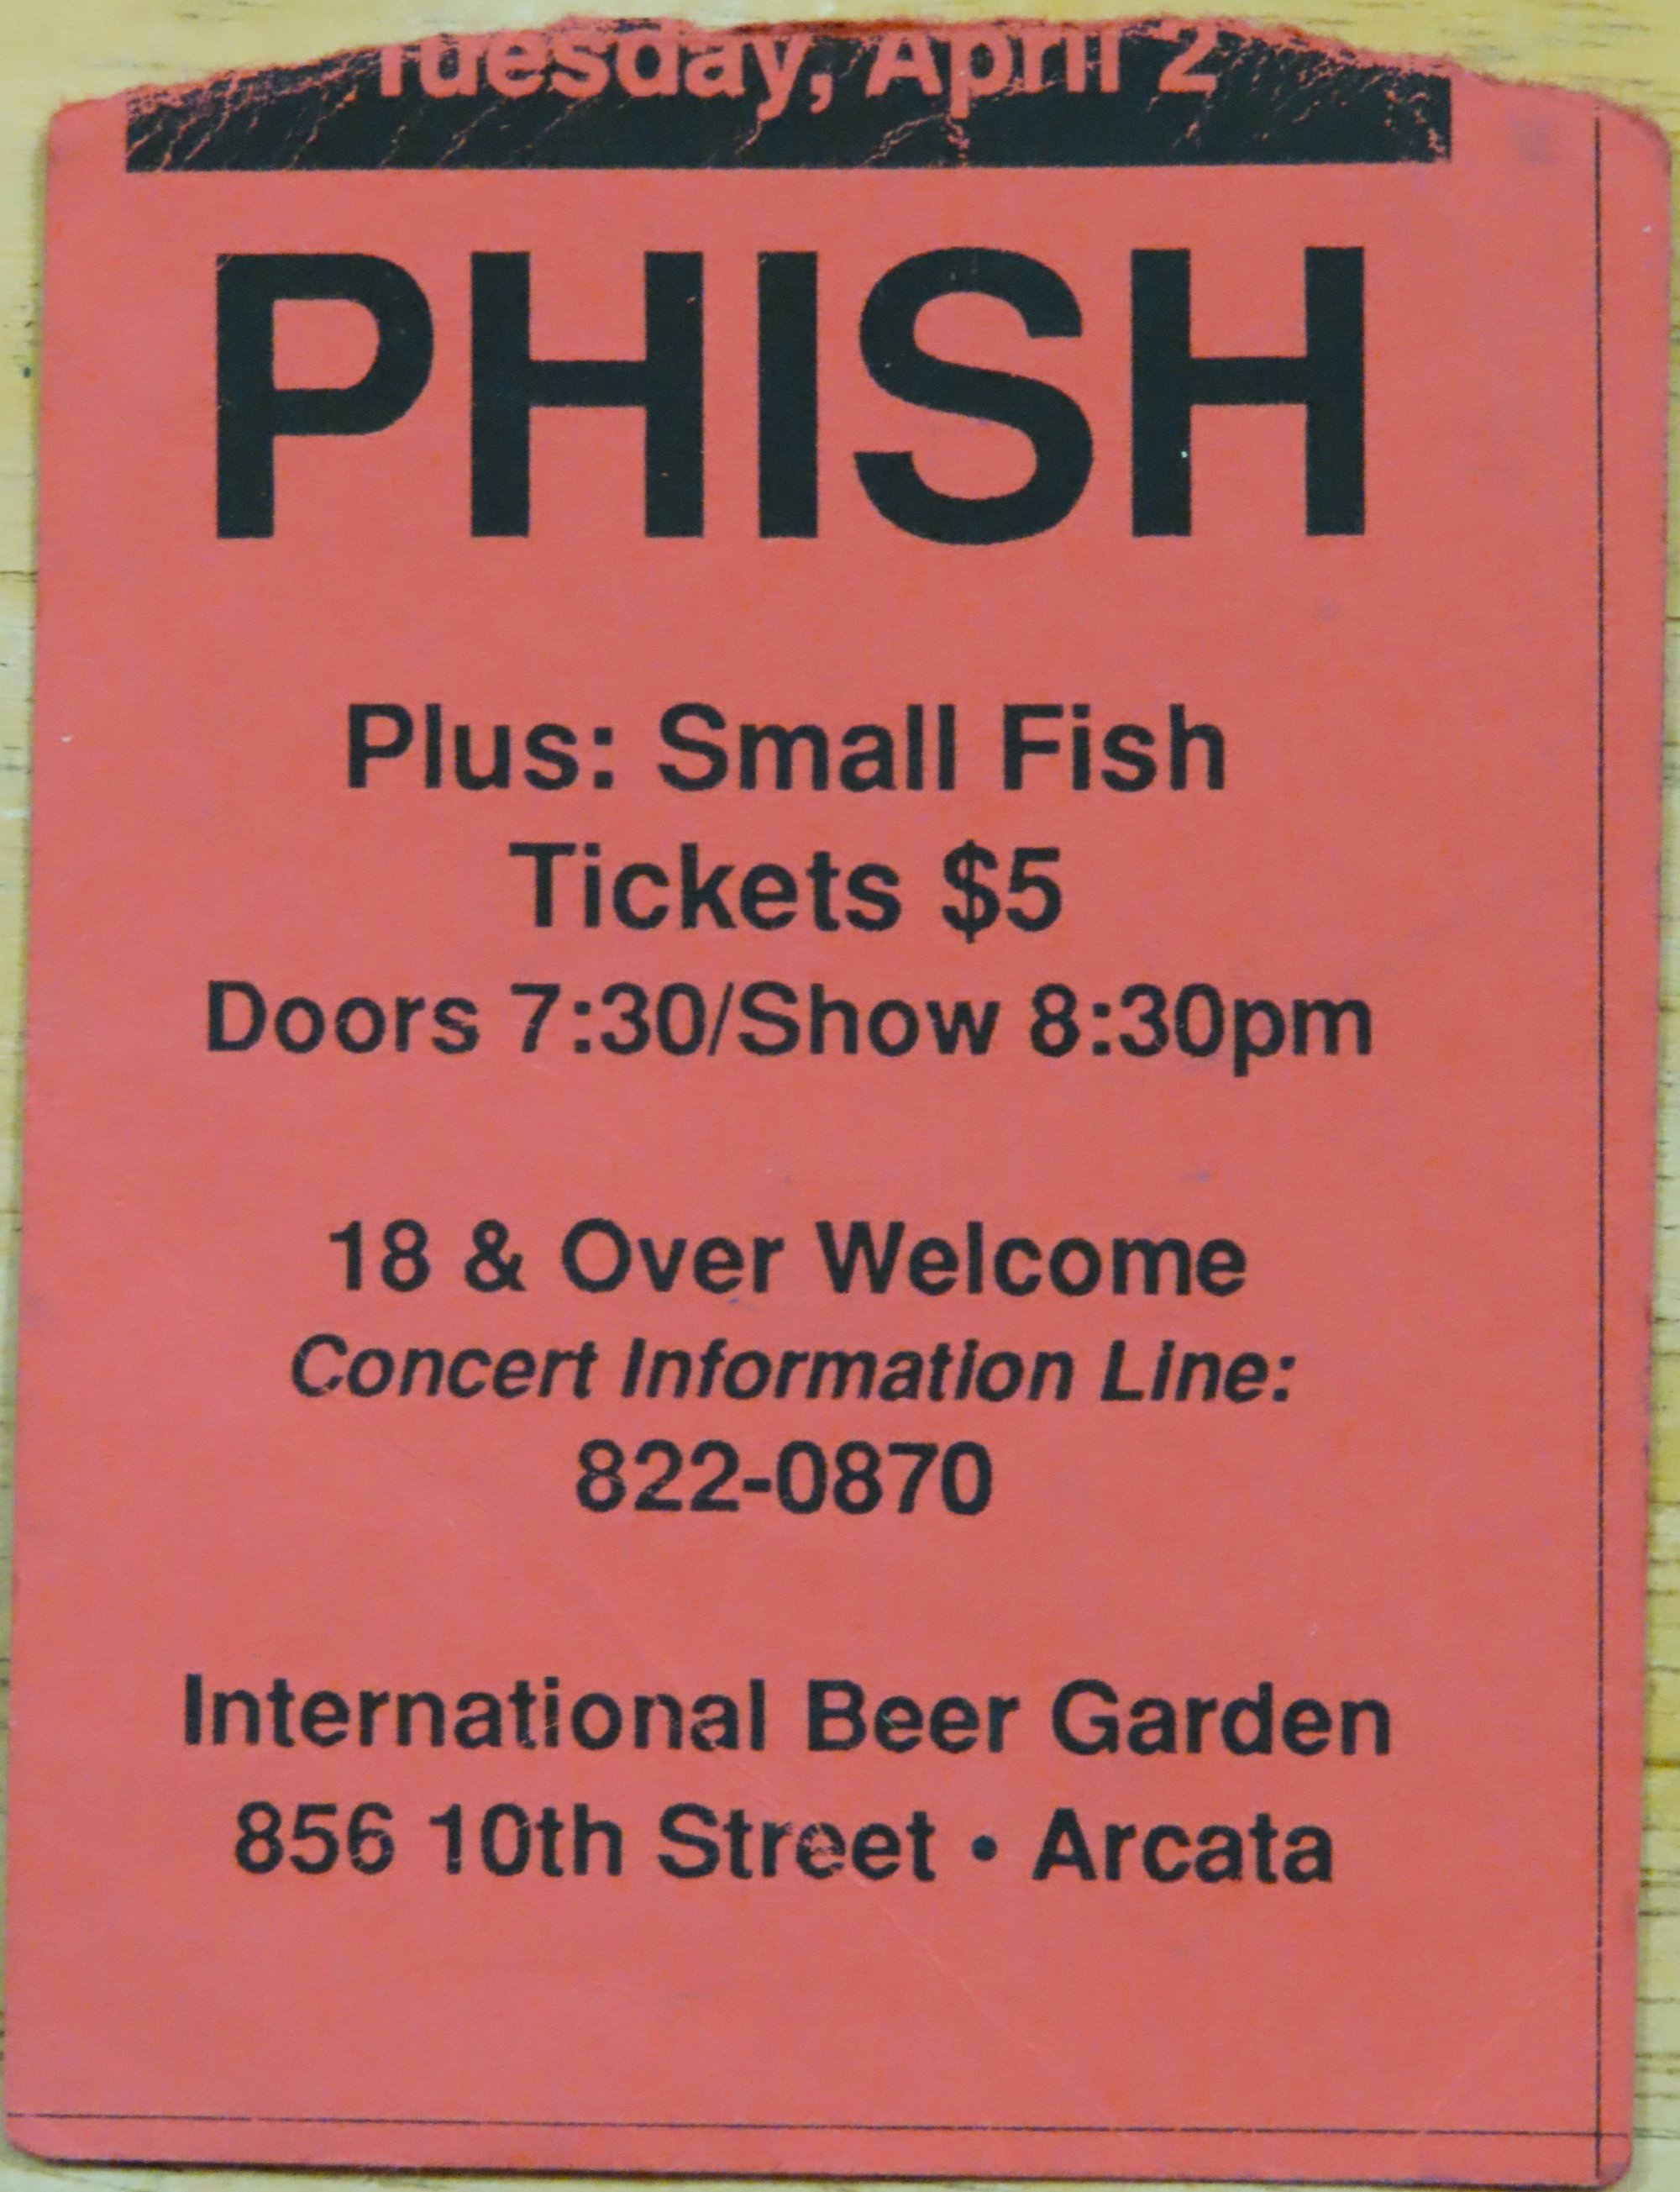 Tuesday, April 2
PHISH
Plus: Small Fish
Tickets $5
Doors 7:30/Show 8:30pm
18 & Over Welcome
Concert Information Line:
822-0870
International Beer Garden
856 10th Street • Arcata